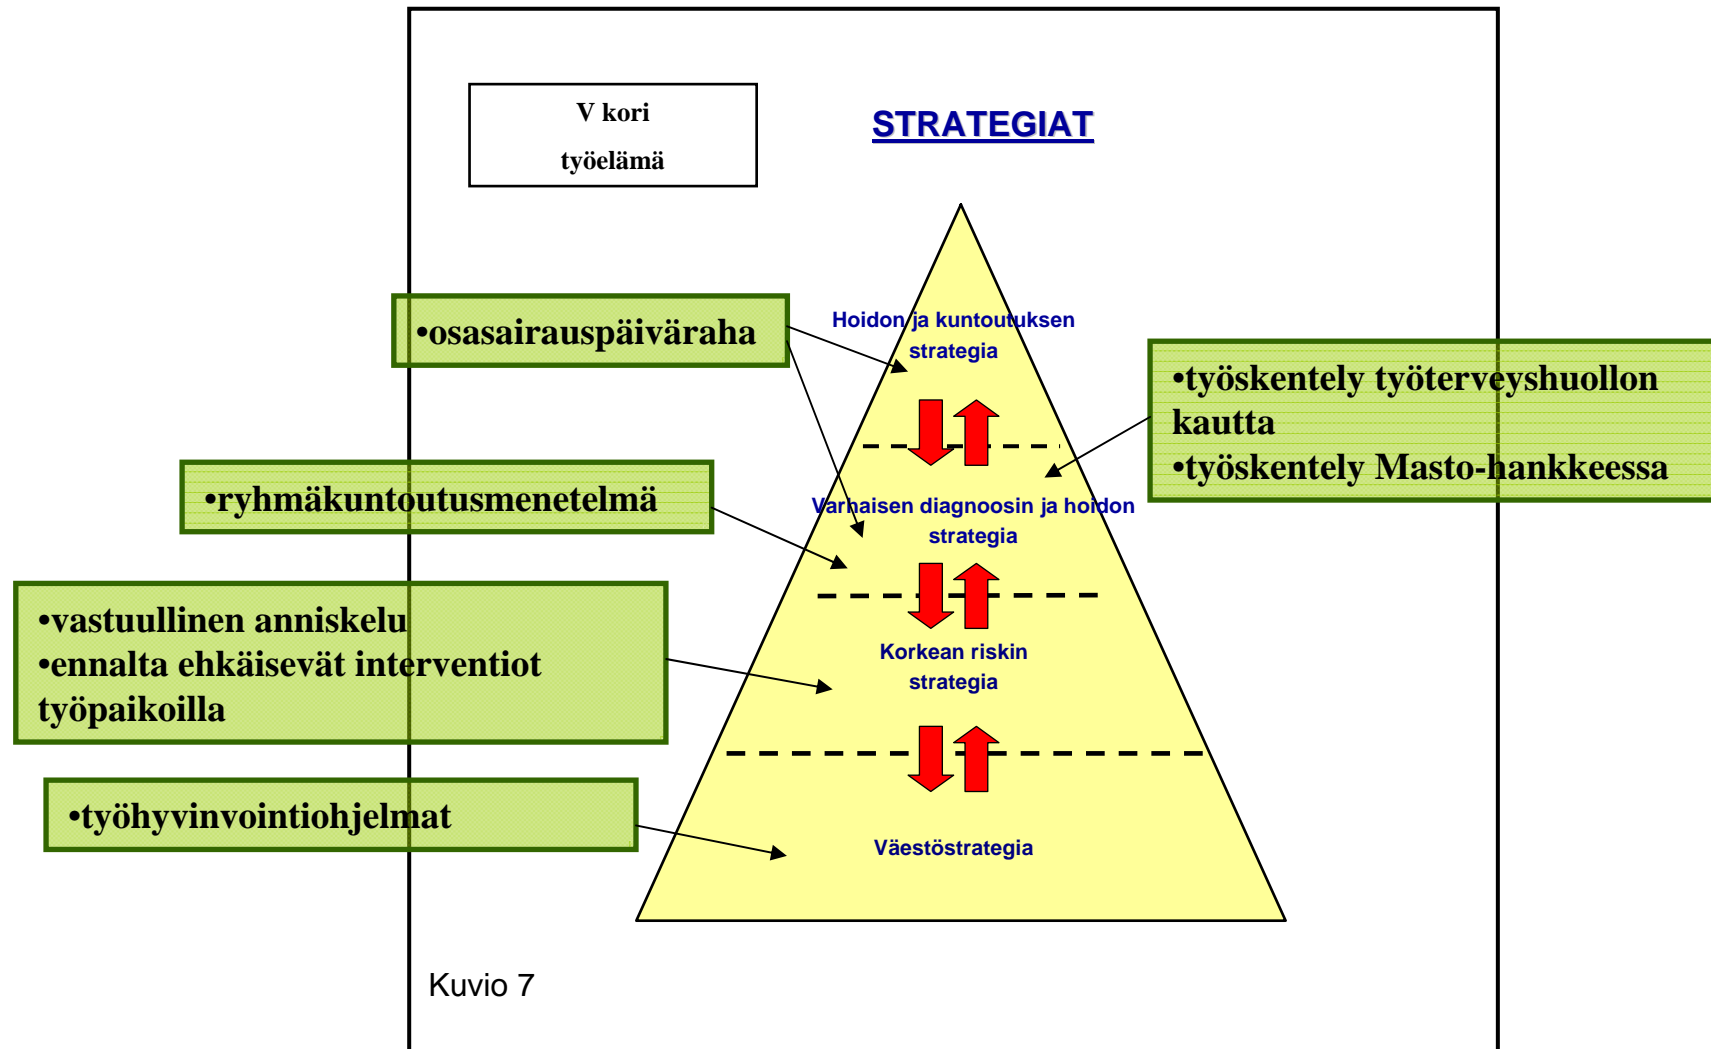 V kori
työelämä
STRATEGIAT
•osasairauspäiväraha
Hoidon ja kuntoutuksen
strategia
•työskentely työterveyshuollon
kautta
•työskentely Masto-hankkeessa
•ryhmäkuntoutusmenetelmä
Varhaisen diagnoosin ja hoidon
strategia
•vastuullinen anniskelu
•ennalta ehkäisevät interventiot
työpaikoilla
Korkean riskin
strategia
•työhyvinvointiohjelmat
Väestöstrategia
Kuvio 7